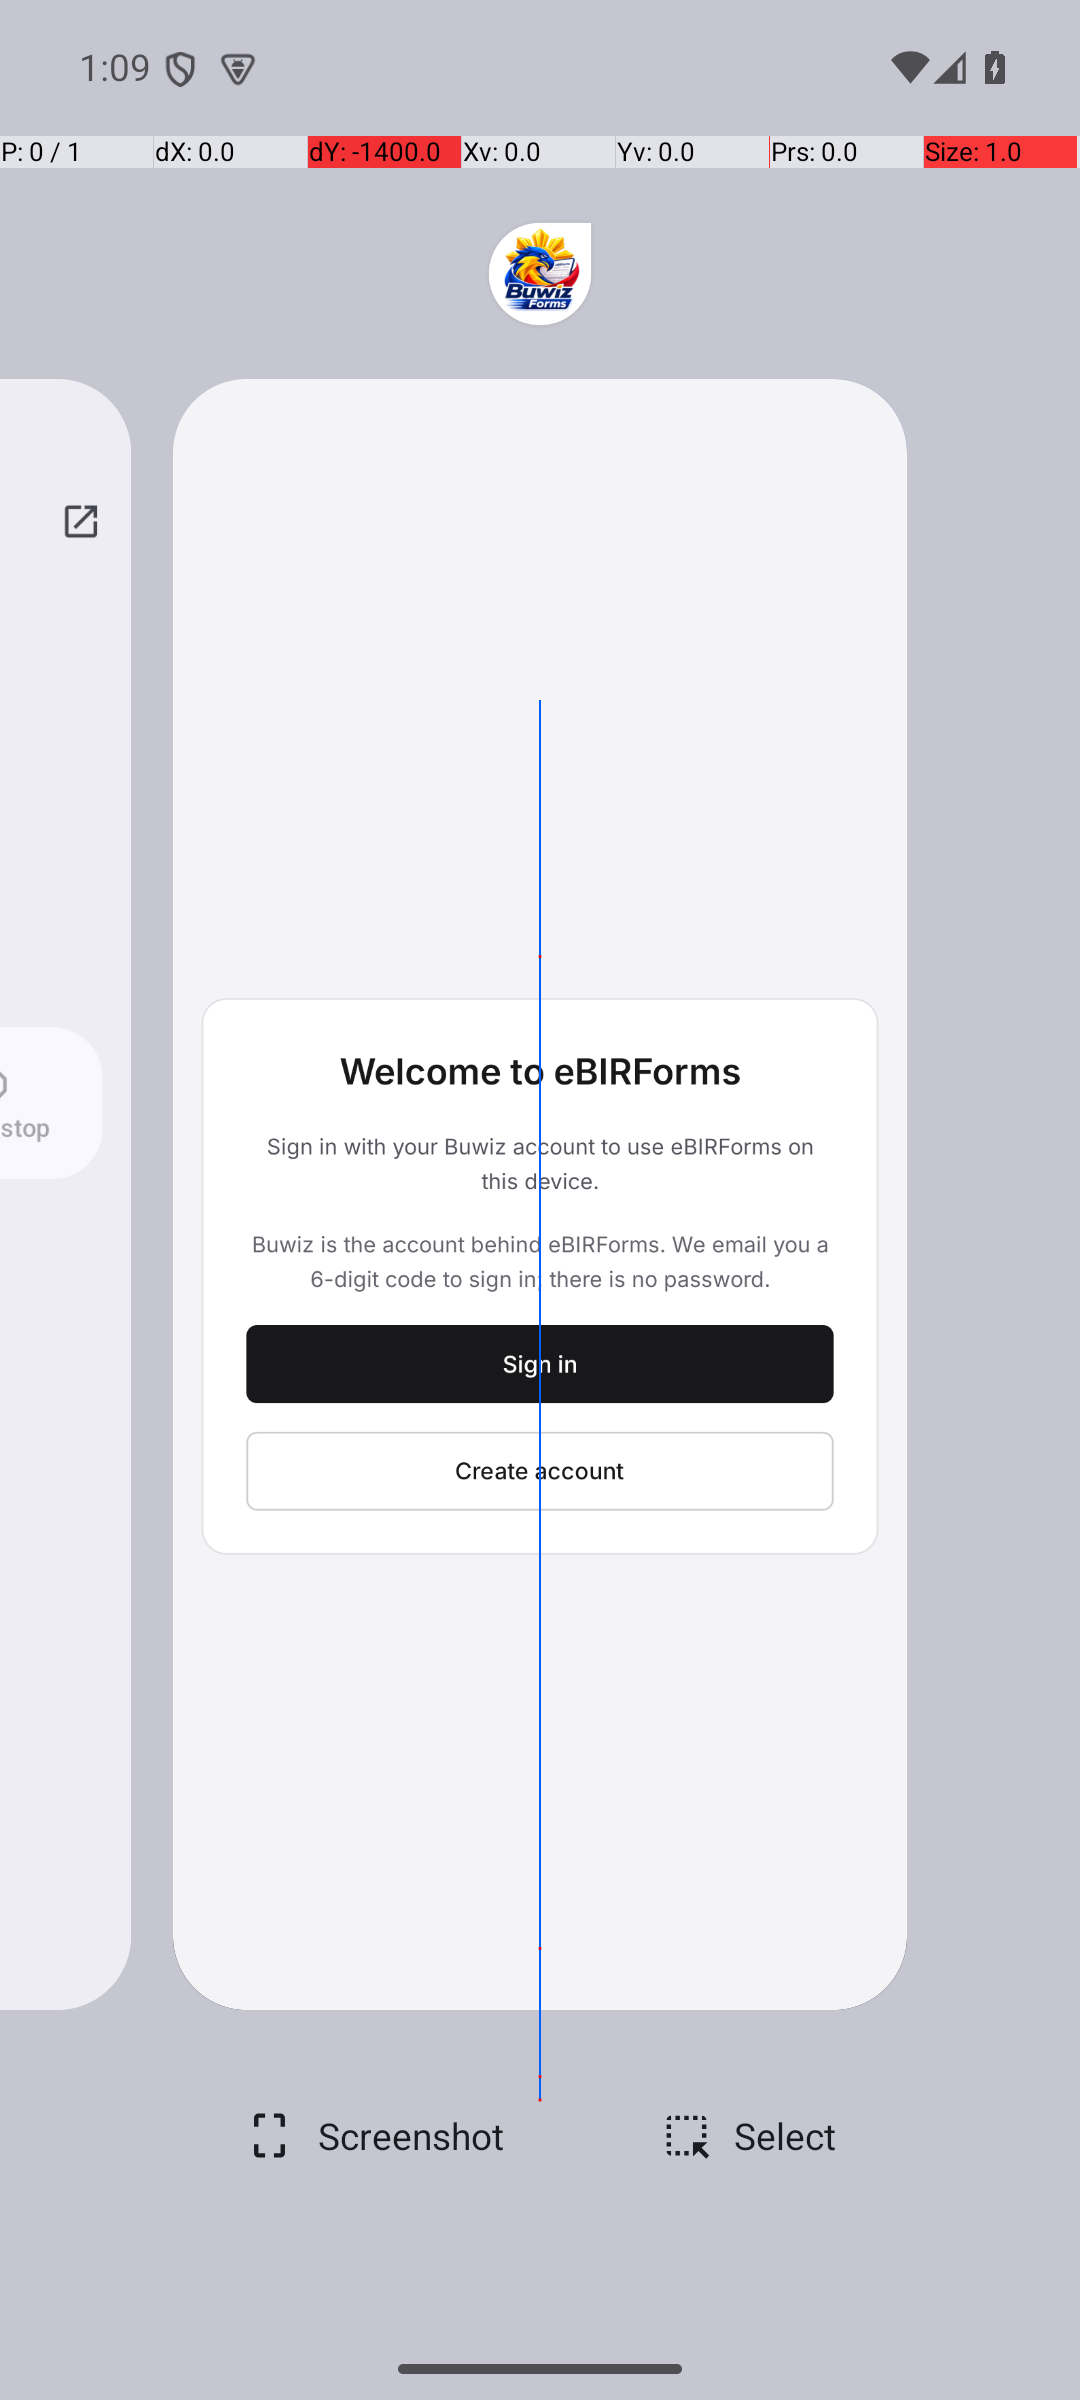 1:09
P: 0 / 1 dX: 0.0 dY: -1400.0 Xv: 0.0 Yv: 0.0 Prs: 0.0 Size: 1.0
Buwiz
Forms
stop
Welcome to eBIRForms
Sign in with your Buwiz account to use eBIRForms on
this device.
Buwiz is the account behind eBIRForms. We email you a
6-digit code to sign in; there is no password.
Sign in
Create account
Screenshot
Select